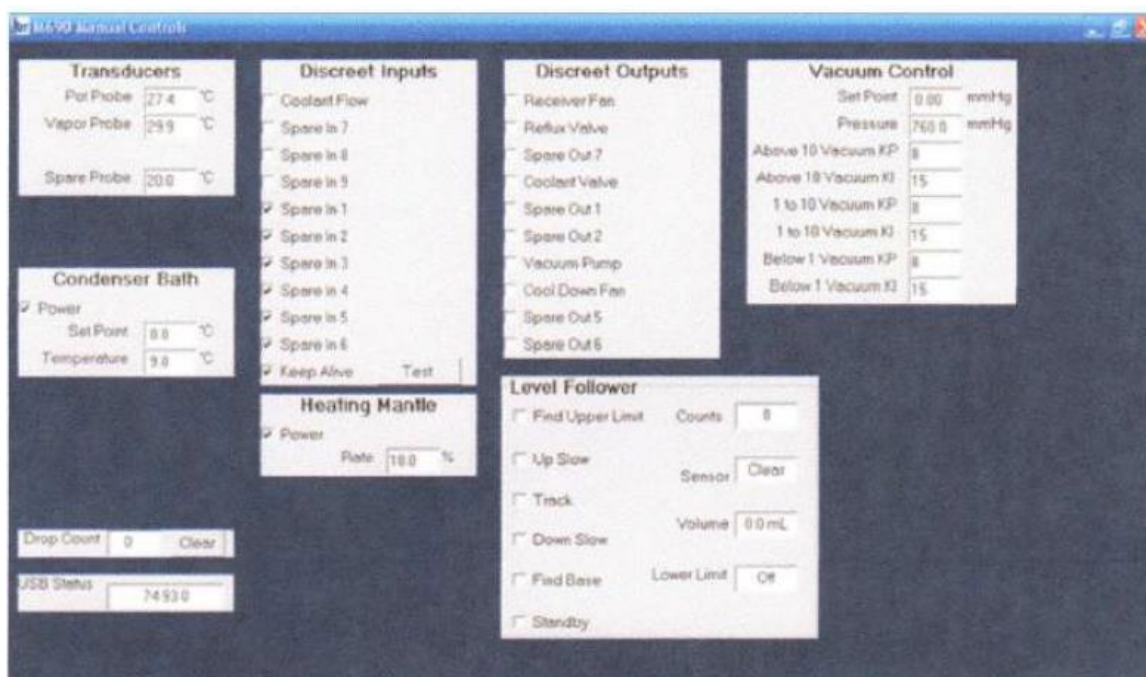 M690 Manual Controls
Transducers
Pot Probe 27.4 °C
Vapor Probe 29.9 °C
Spare Probe 20.0 °C
Condenser Bath
Power
Set Point 0.0 °C
Temperature 9.0 °C
Drop Count 0 Clear
USB Status
7493 0
Discreet Inputs
Coolant Flow
Spare In 7
Spare In 8
Spare In 9
Spare In 1
Spare In 2
Spare In 3
Spare In 4
Spare In 5
Spare In 6
Keep Alive Test
Heating Mantle
Power
Rate 10.0 %
Discreet Outputs
Receiver Fan
Reflux Valve
Spare Out 7
Coolant Valve
Spare Out 1
Spare Out 2
Vacuum Pump
Cool Down Fan
Spare Out 5
Spare Out 6
Level Follower
Find Upper Limit Counts 0
Up Slow
Sensor Clear
Track
Volume 0.0 mL
Down Slow
Find Base Lower Limit Off
Standby
Vacuum Control
Set Point 0.00 mmHg
Pressure 760.0 mmHg
Above 10 Vacuum KP 8
Above 10 Vacuum KI 15
1 to 10 Vacuum KP 8
1 to 10 Vacuum KI 15
Below 1 Vacuum KP 8
Below 1 Vacuum KI 15